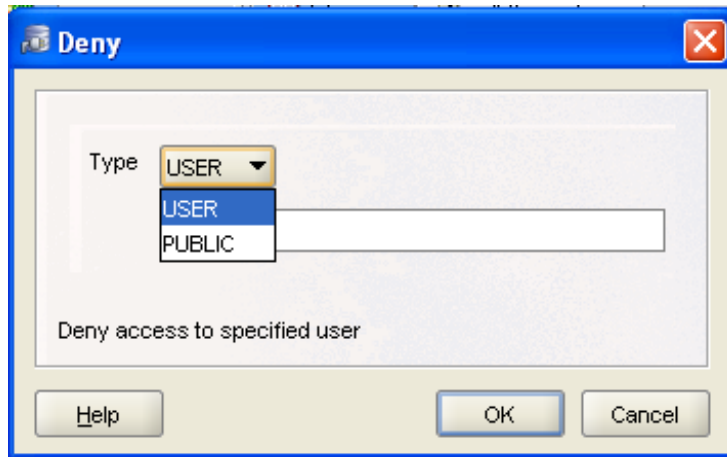 Deny
Type USER
USER
PUBLIC
Deny access to specified user
Help OK Cancel